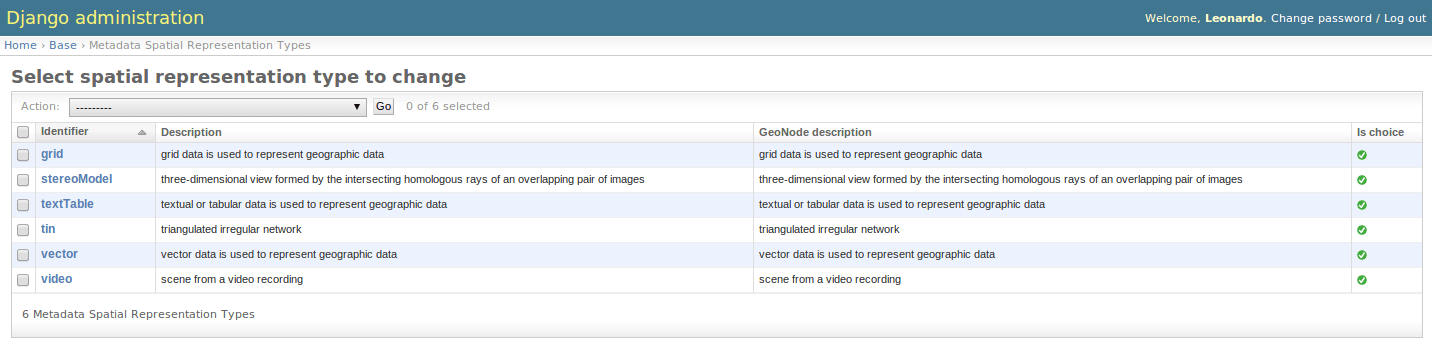 Django administration
Welcome, Leonardo. Change password / Log out
Home › Base › Metadata Spatial Representation Types
Select spatial representation type to change
Action: --------- Go 0 of 6 selected
Identifier Description GeoNode description Is choice
grid grid data is used to represent geographic data grid data is used to represent geographic data
stereoModel three-dimensional view formed by the intersecting homologous rays of an overlapping pair of images three-dimensional view formed by the intersecting homologous rays of an overlapping pair of images
textTable textual or tabular data is used to represent geographic data textual or tabular data is used to represent geographic data
tin triangulated irregular network triangulated irregular network
vector vector data is used to represent geographic data vector data is used to represent geographic data
video scene from a video recording scene from a video recording
6 Metadata Spatial Representation Types